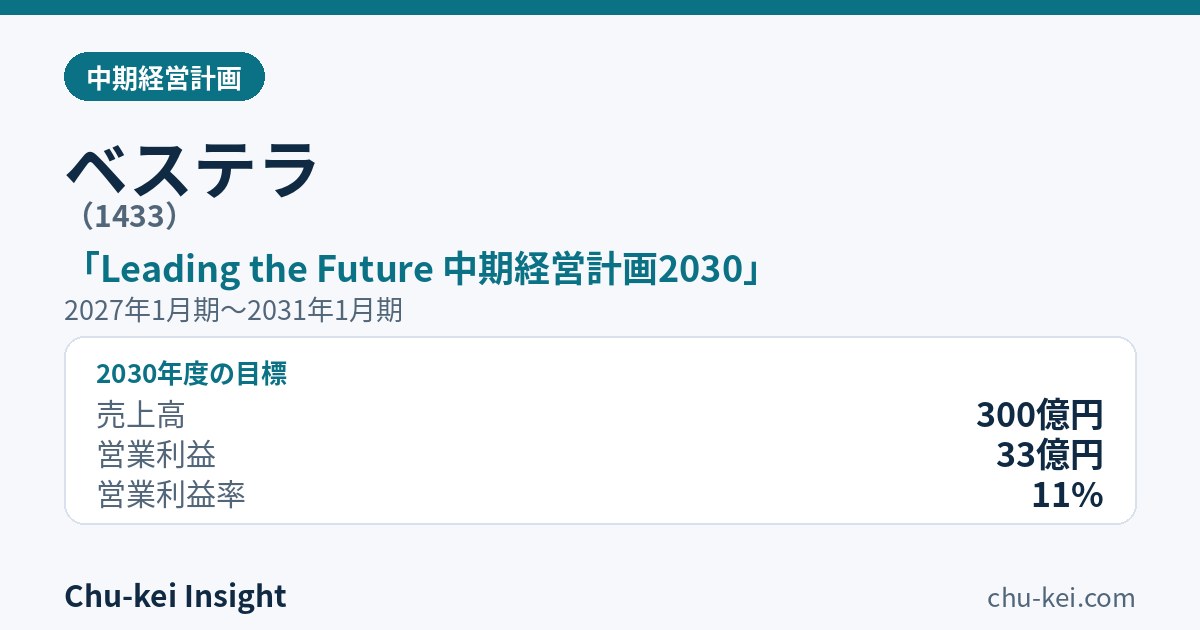 中期経営計画
ベステラ
（1433）
「Leading the Future 中期経営計画2030」
2027年1月期～2031年1月期
2030年度の目標
売上高 300億円
営業利益 33億円
営業利益率 11%
Chu-kei Insight chu-kei.com